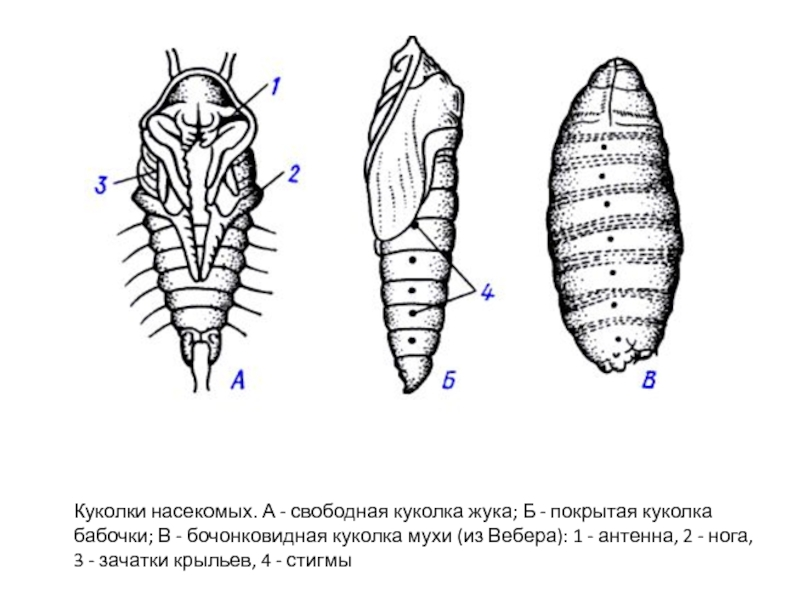 1
3
2
4
А
Б
В
Куколки насекомых. А - свободная куколка жука; Б - покрытая куколка
бабочки; В - бочонковидная куколка мухи (из Вебера): 1 - антенна, 2 - нога,
3 - зачатки крыльев, 4 - стигмы